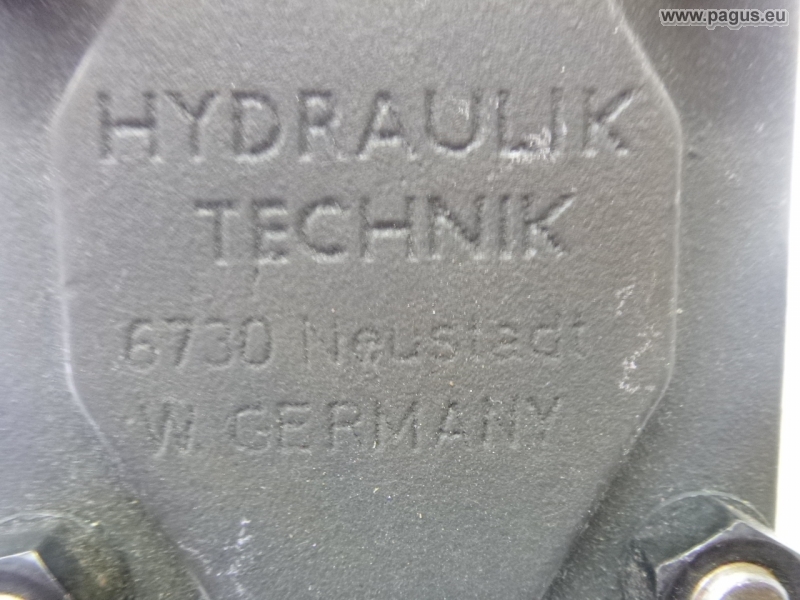 www.pagus.eu
HYDRAULIK
TECHNIK
6730 Neustadt
W. GERMANY